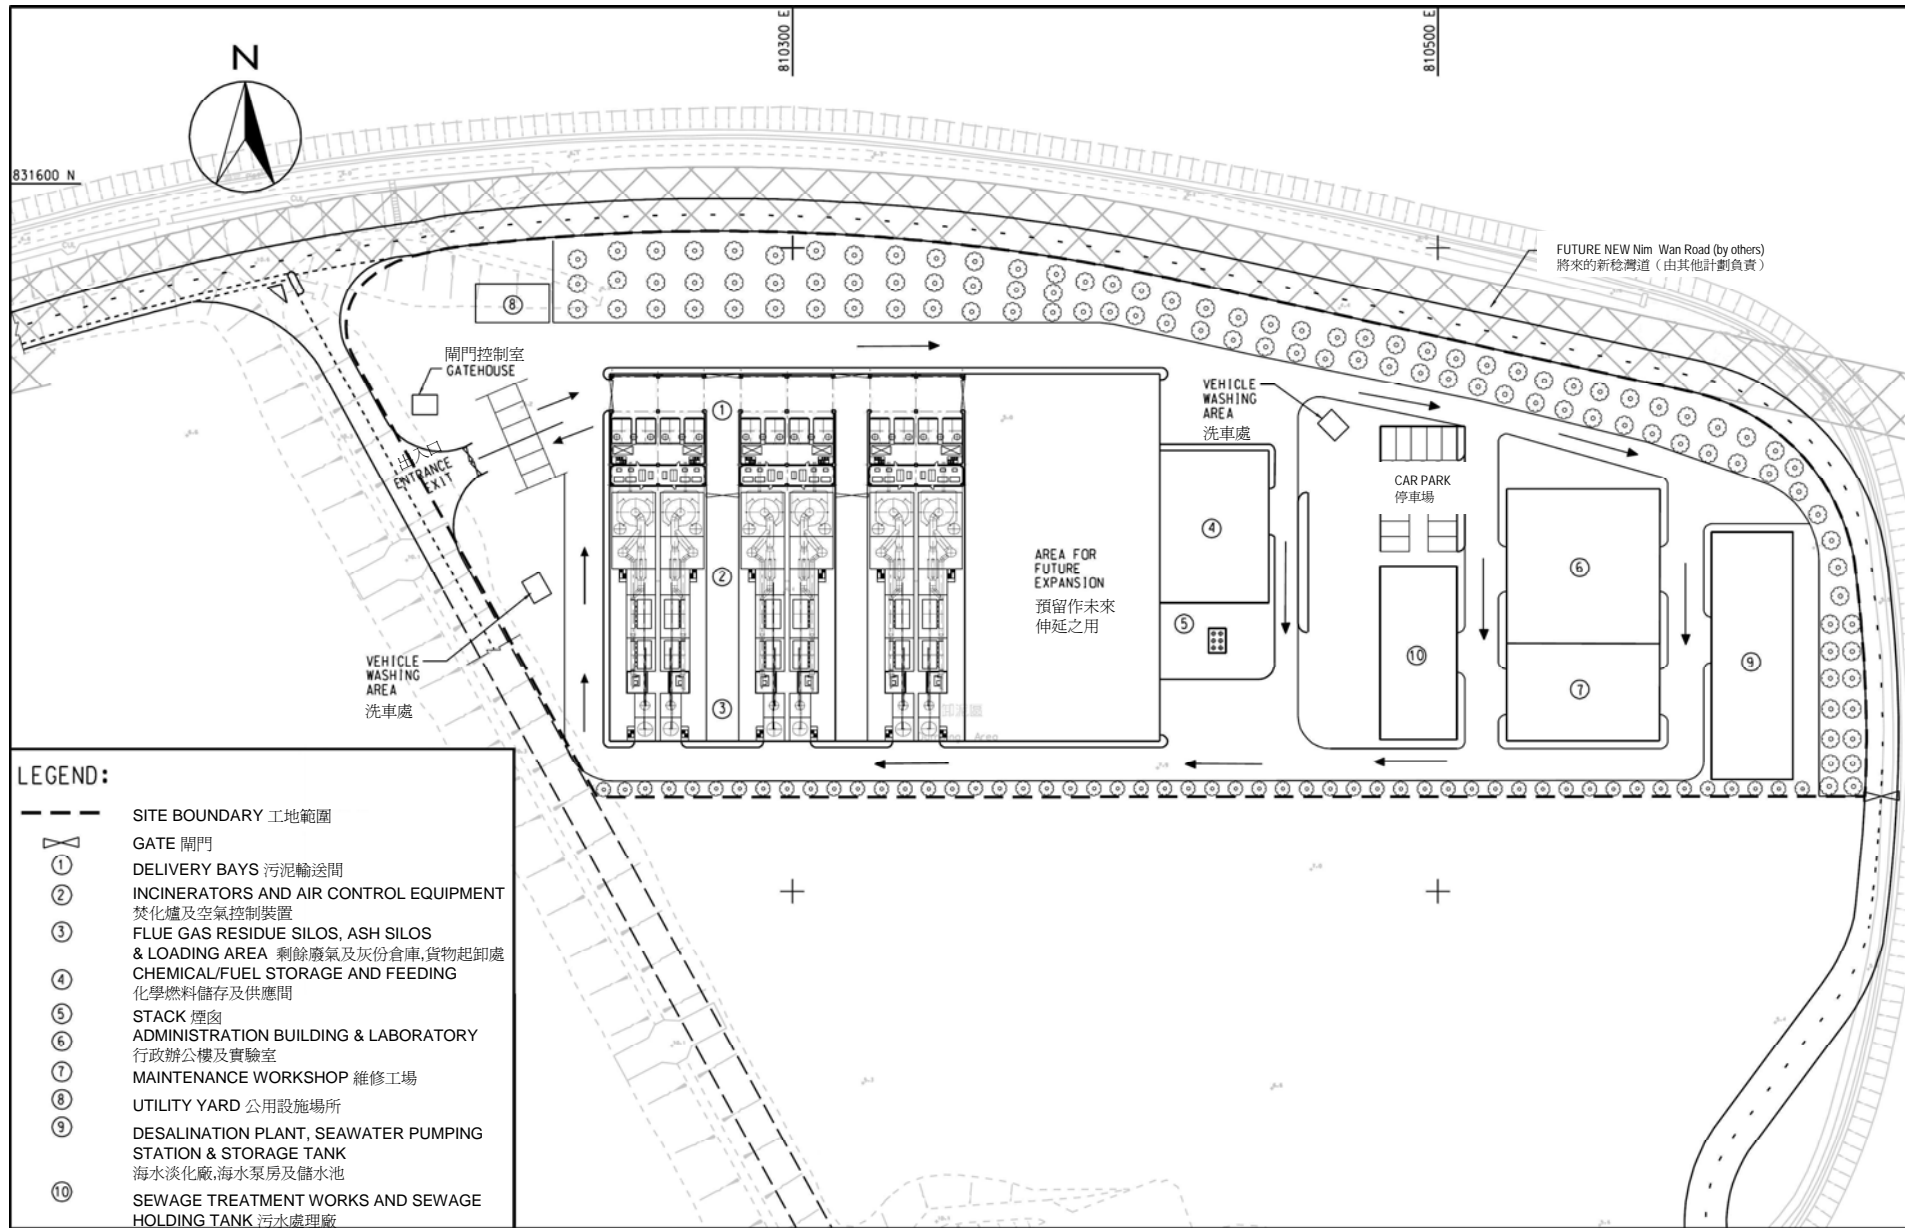 N
810300 E
810500 E
831600 N
FUTURE NEW Nim Wan Road (by others)
將來的新稔灣道（由其他計劃負責）
8
閘門控制室
GATEHOUSE
出入口
ENTRANCE
EXIT
1
2
3
VEHICLE
WASHING
AREA
洗車處
CAR PARK
停車場
4
5
6
7
9
10
AREA FOR
FUTURE
EXPANSION
預留作未來
伸延之用
VEHICLE
WASHING
AREA
洗車處
LEGEND:
SITE BOUNDARY 工地範圍
GATE 閘門
1 DELIVERY BAYS 污泥輸送間
2 INCINERATORS AND AIR CONTROL EQUIPMENT
焚化爐及空氣控制裝置
3 FLUE GAS RESIDUE SILOS, ASH SILOS
& LOADING AREA 剩餘廢氣及灰份倉庫,貨物起卸處
4 CHEMICAL/FUEL STORAGE AND FEEDING
化學燃料儲存及供應間
5 STACK 煙囪
6 ADMINISTRATION BUILDING & LABORATORY
行政辦公樓及實驗室
7 MAINTENANCE WORKSHOP 維修工場
8 UTILITY YARD 公用設施場所
9 DESALINATION PLANT, SEAWATER PUMPING
STATION & STORAGE TANK
海水淡化廠,海水泵房及儲水池
10 SEWAGE TREATMENT WORKS AND SEWAGE
HOLDING TANK 污水處理廠